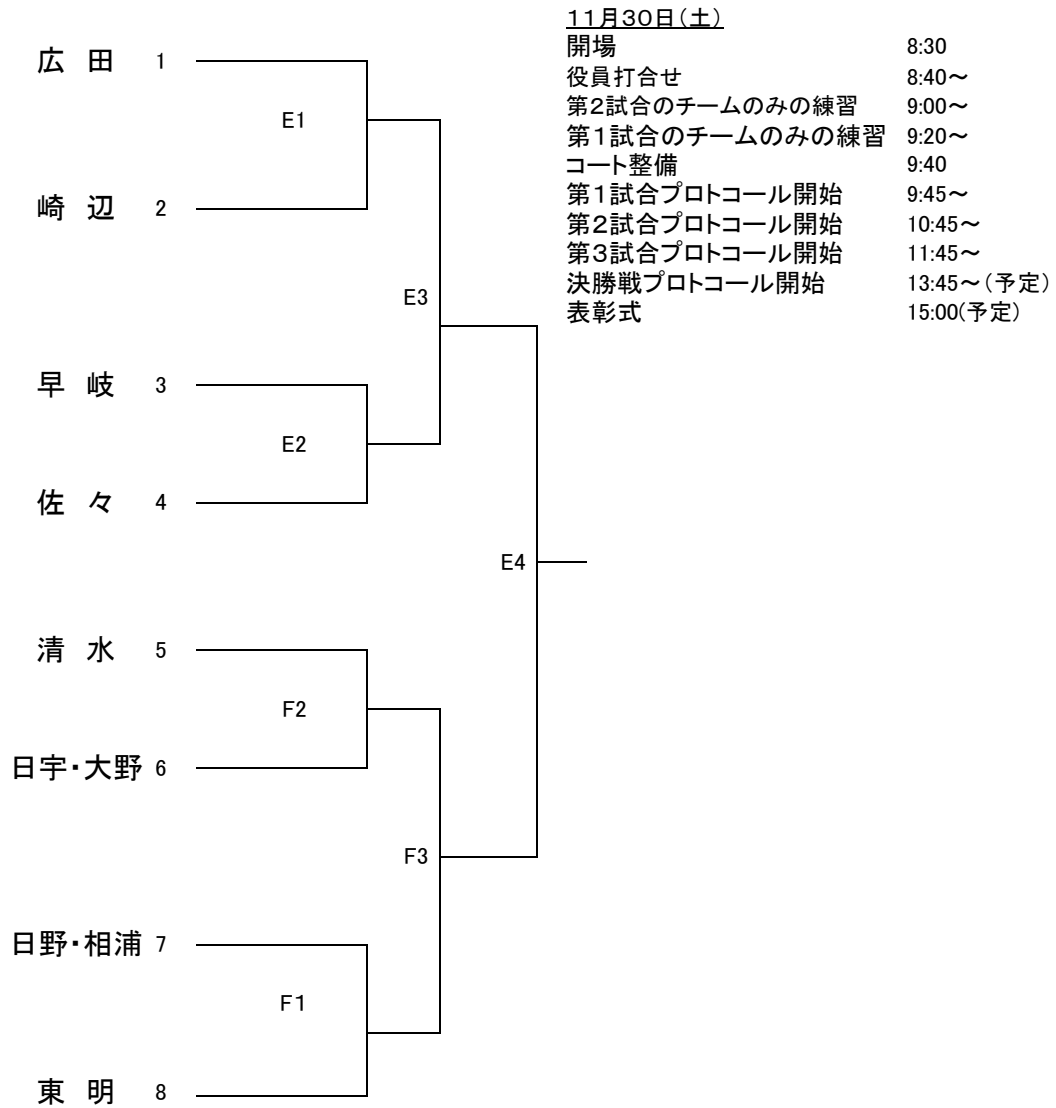 11月30日(土)
開場 8:30
役員打合せ 8:40～
第2試合のチームのみの練習 9:00～
第1試合のチームのみの練習 9:20～
コート整備 9:40
第1試合プロトコール開始 9:45～
第2試合プロトコール開始 10:45～
第3試合プロトコール開始 11:45～
決勝戦プロトコール開始 13:45～(予定)
表彰式 15:00(予定)
広 田 1
E1
崎 辺 2
E3
早 岐 3
E2
佐 々 4
E4
清 水 5
F2
日宇・大野 6
F3
日野・相浦 7
F1
東 明 8